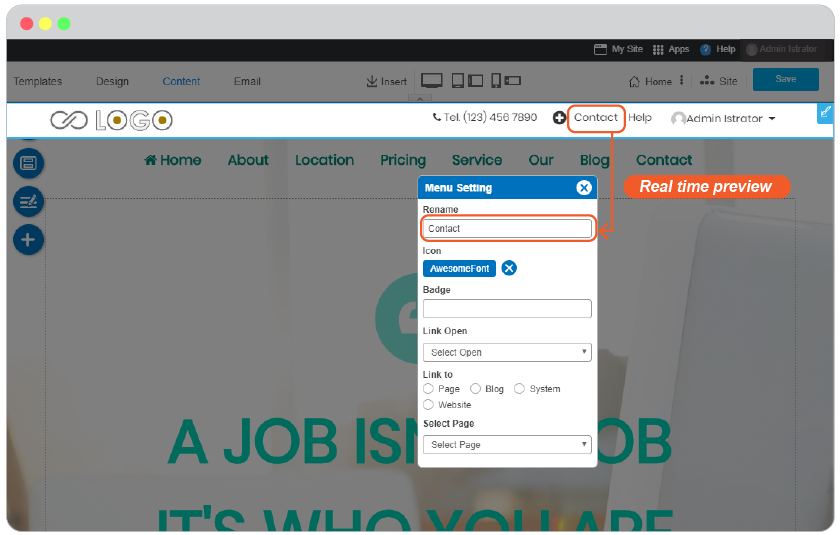 My Site Apps ? Help Admin Istrator
Templates Design Content Email Insert Home Site Save
LOGO Tel. (123) 456 7890 Contact Help Admin Istrator
Home About Location Pricing Service Our Blog Contact
Real time preview
Menu Setting
Rename
Contact
Icon
AwesomeFont
Badge
Link Open
Select Open
Link to
Page Blog System
Website
Select Page
Select Page
A JOB ISN OB
IT'S WHO YOU ARE